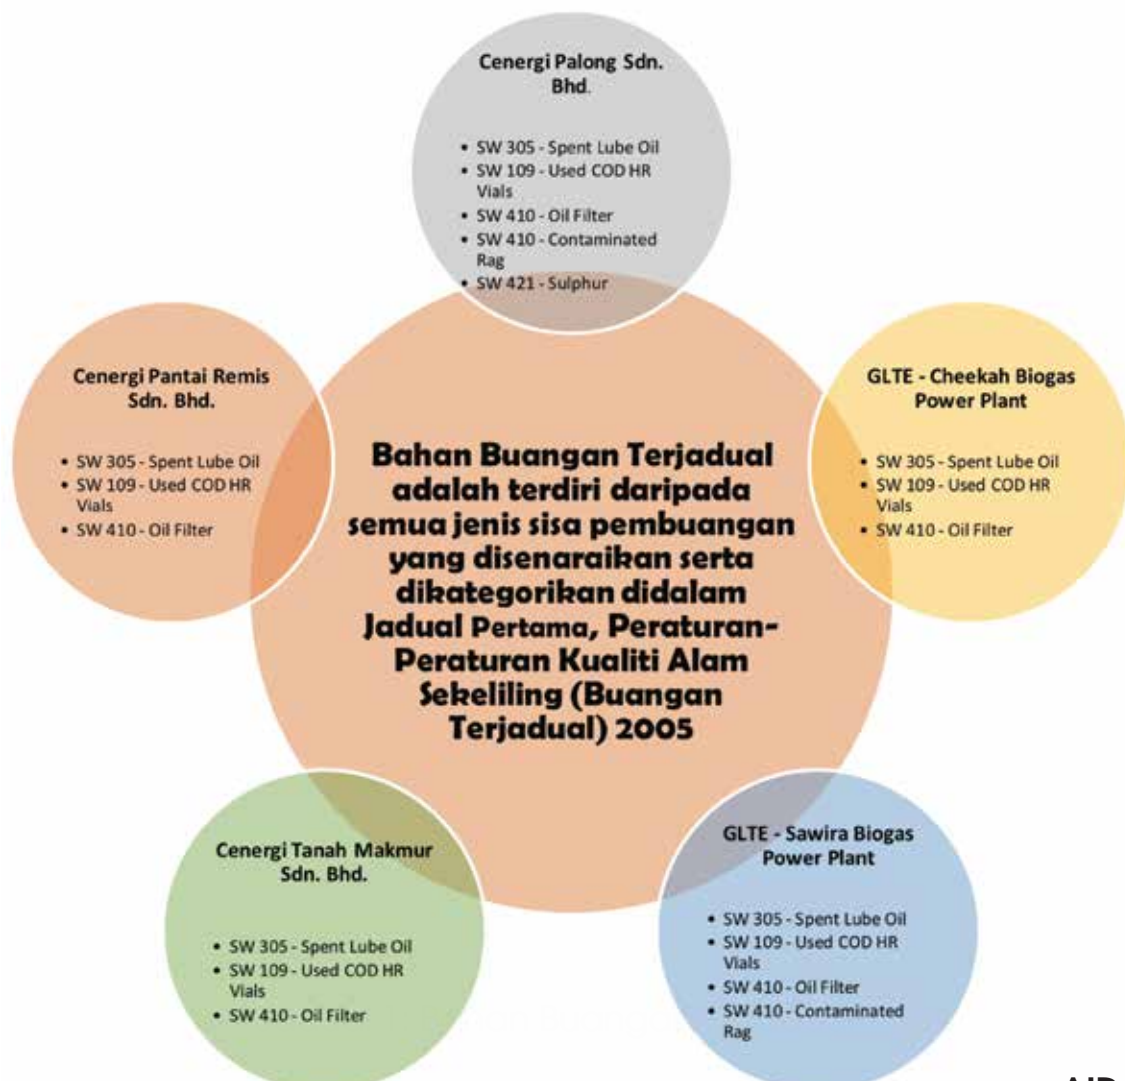 Cenergi Palong Sdn.
Bhd.
• SW 305 - Spent Lube Oil
• SW 109 - Used COD HR
Vials
• SW 410 - Oil Filter
• SW 410 - Contaminated
Rag
• SW 421 - Sulphur
Cenergi Pantai Remis
Sdn. Bhd.
• SW 305 - Spent Lube Oil
• SW 109 - Used COD HR
Vials
• SW 410 - Oil Filter
GLTE - Cheekah Biogas
Power Plant
• SW 305 - Spent Lube Oil
• SW 109 - Used COD HR
Vials
• SW 410 - Oil Filter
Bahan Buangan Terjadual
adalah terdiri daripada
semua jenis sisa pembuangan
yang disenaraikan serta
dikategorikan didalam
Jadual Pertama, Peraturan-
Peraturan Kualiti Alam
Sekeliling (Buangan
Terjadual) 2005
Cenergi Tanah Makmur
Sdn. Bhd.
• SW 305 - Spent Lube Oil
• SW 109 - Used COD HR
Vials
• SW 410 - Oil Filter
GLTE - Sawira Biogas
Power Plant
• SW 305 - Spent Lube Oil
• SW 109 - Used COD HR
Vials
• SW 410 - Oil Filter
• SW 410 - Contaminated
Rag